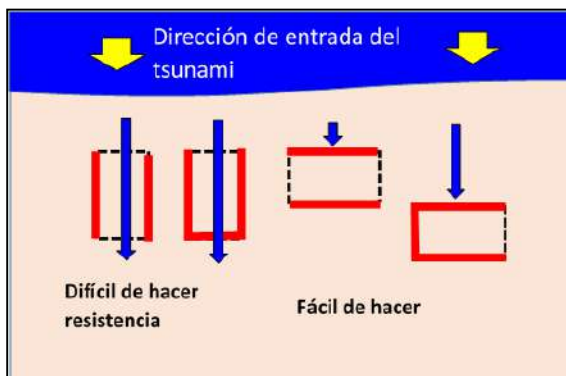 Dirección de entrada del
tsunami
Difícil de hacer
resistencia
Fácil de hacer